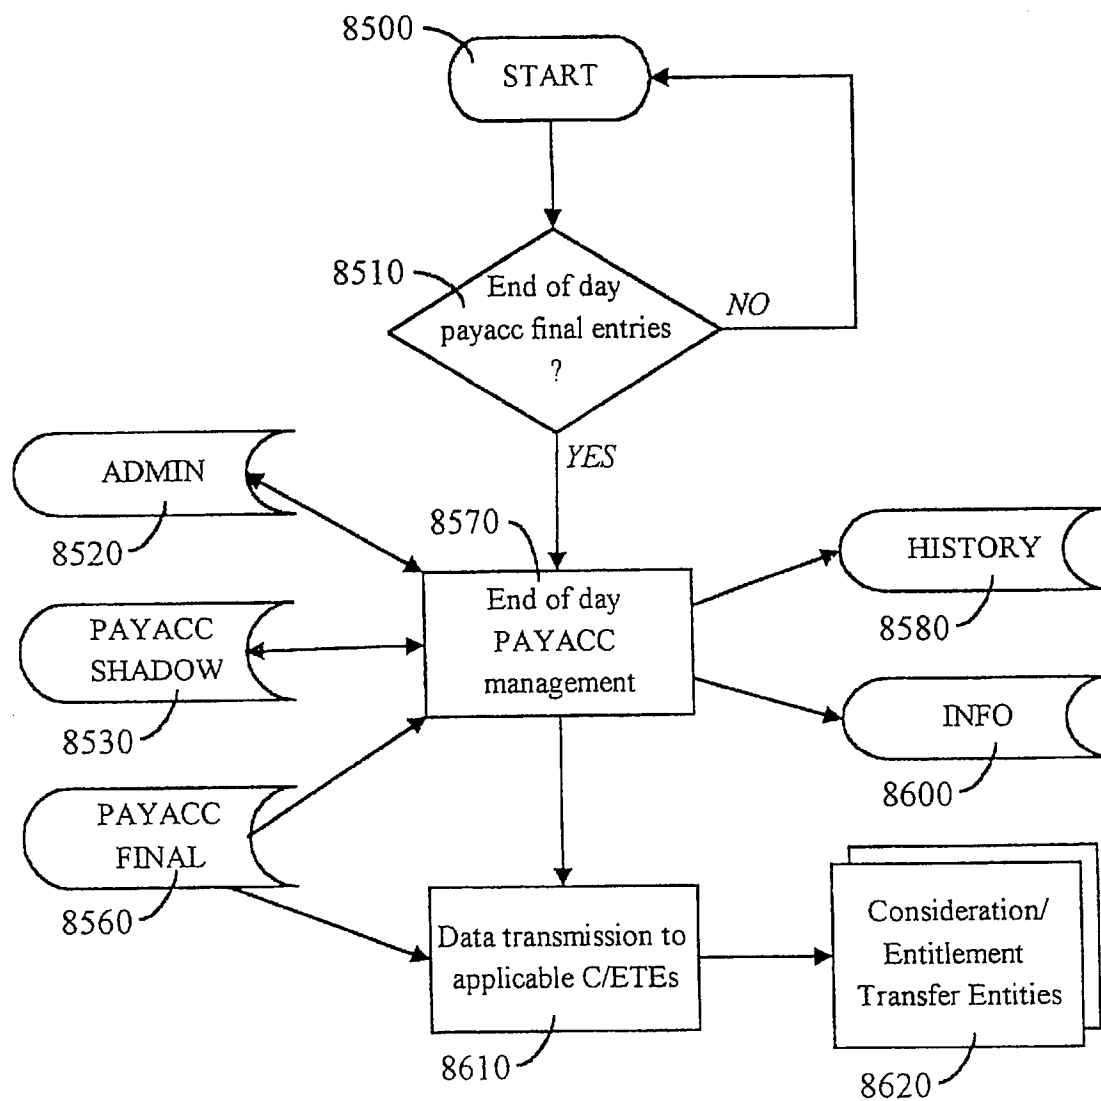 8500
START
8510
End of day
payacc final entries
?
NO
YES
ADMIN
8520
8570
End of day
PAYACC
management
HISTORY
8580
PAYACC
SHADOW
8530
INFO
8600
PAYACC
FINAL
8560
Data transmission to
applicable C/ETEs
8610
Consideration/
Entitlement
Transfer Entities
8620